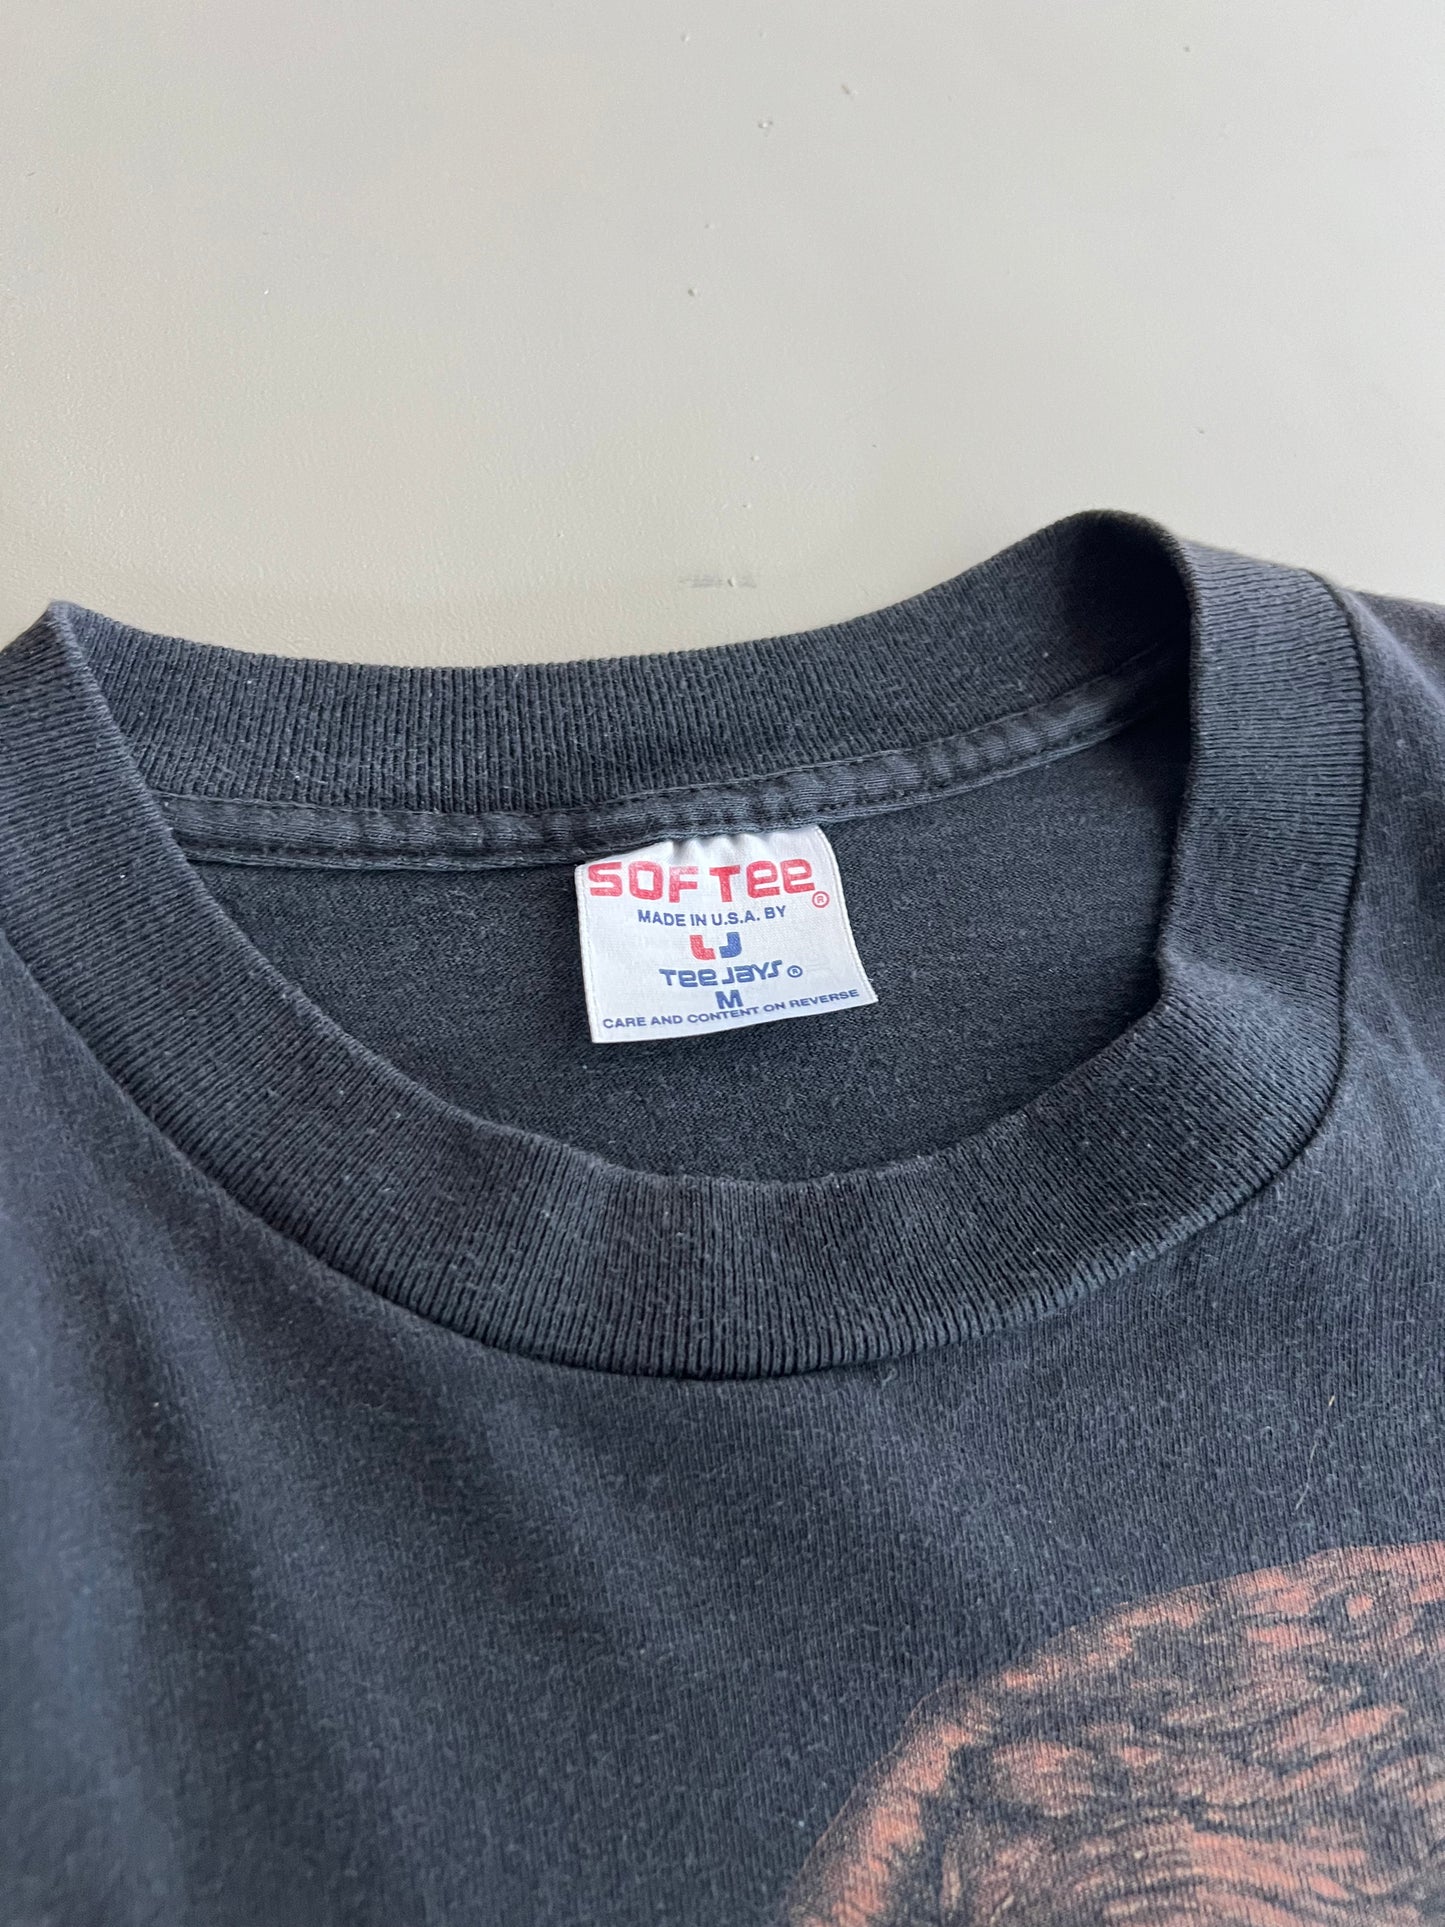 SOFTEE ®
MADE IN U.S.A. BY
TEE JAYS ®
M
CARE AND CONTENT ON REVERSE